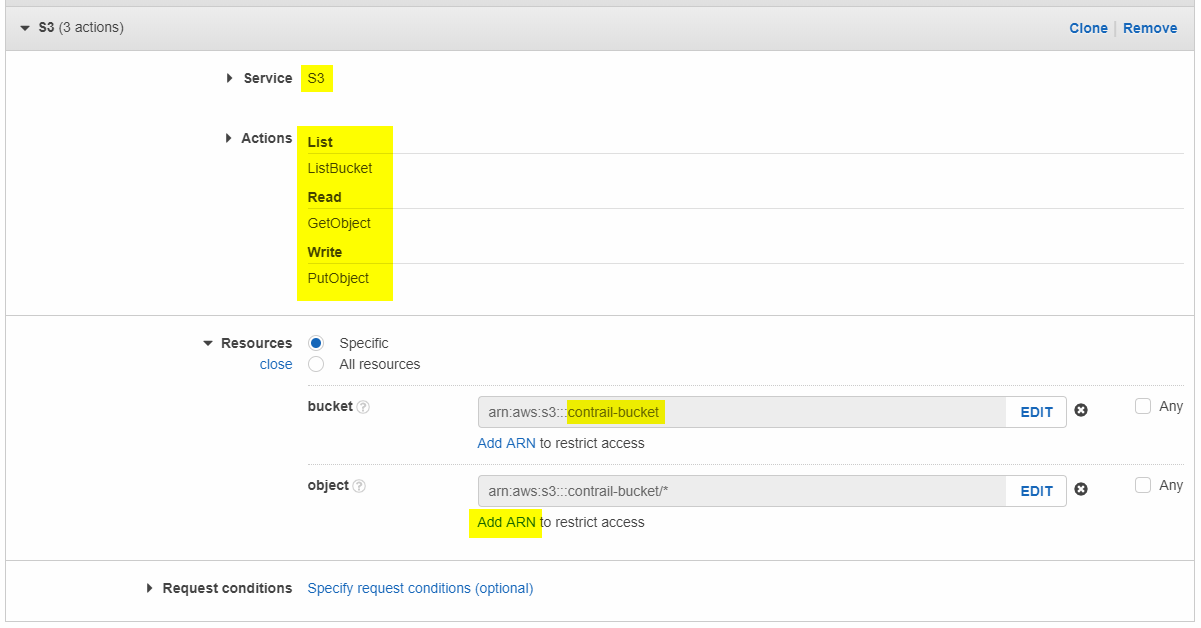 S3 (3 actions) Clone | Remove
Service S3
Actions List
ListBucket
Read
GetObject
Write
PutObject
Resources Specific
close All resources
bucket ? arn:aws:s3:::contrail-bucket EDIT Any
Add ARN to restrict access
object ? arn:aws:s3:::contrail-bucket/* EDIT Any
Add ARN to restrict access
Request conditions Specify request conditions (optional)